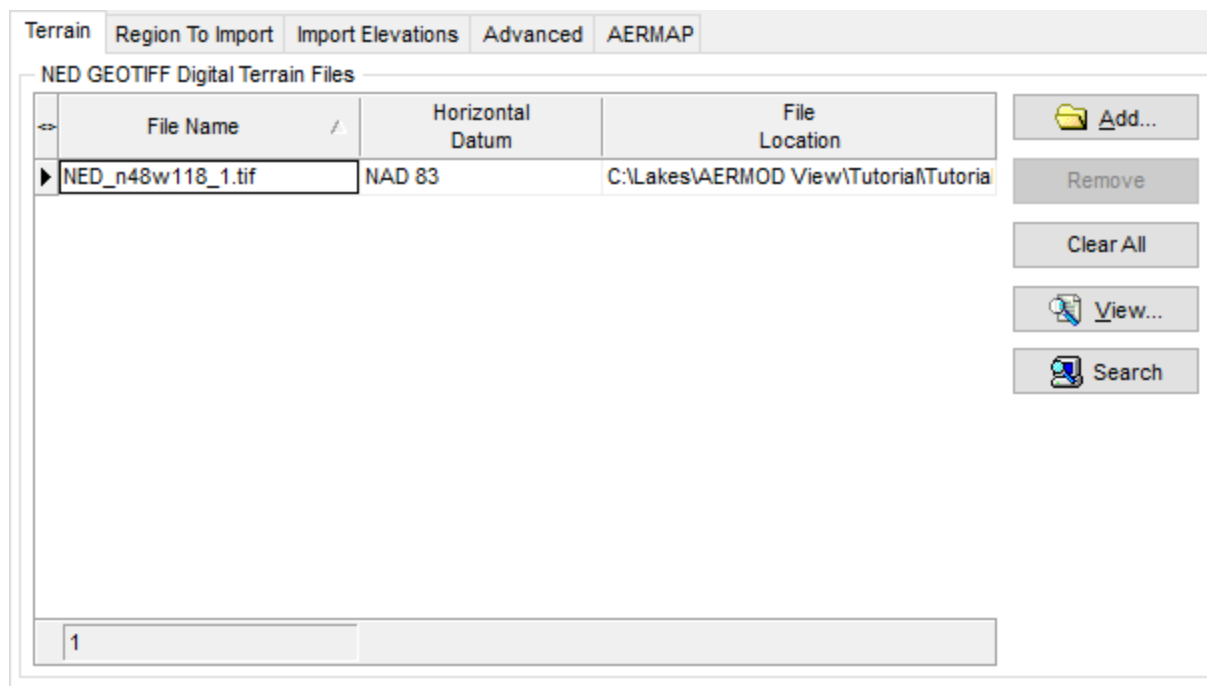 Terrain Region To Import Import Elevations Advanced AERMAP
NED GEOTIFF Digital Terrain Files
File Name Horizontal Datum File Location
NED_n48w118_1.tif NAD 83 C:\Lakes\AERMOD View\Tutorial\Tutorial
1
Add...
Remove
Clear All
View...
Search